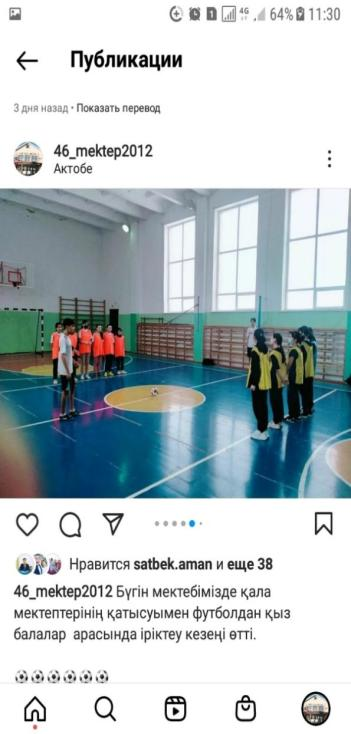 4G 64% 11:30
Публикации
3 дня назад • Показать перевод
46_mektep2012
Актобе
Нравится satbek.aman и еще 38
46_mektep2012 Бүгін мектебімізде қала
мектептерінің қатысуымен футболдан қыз
балалар арасында іріктеу кезеңі өтті.